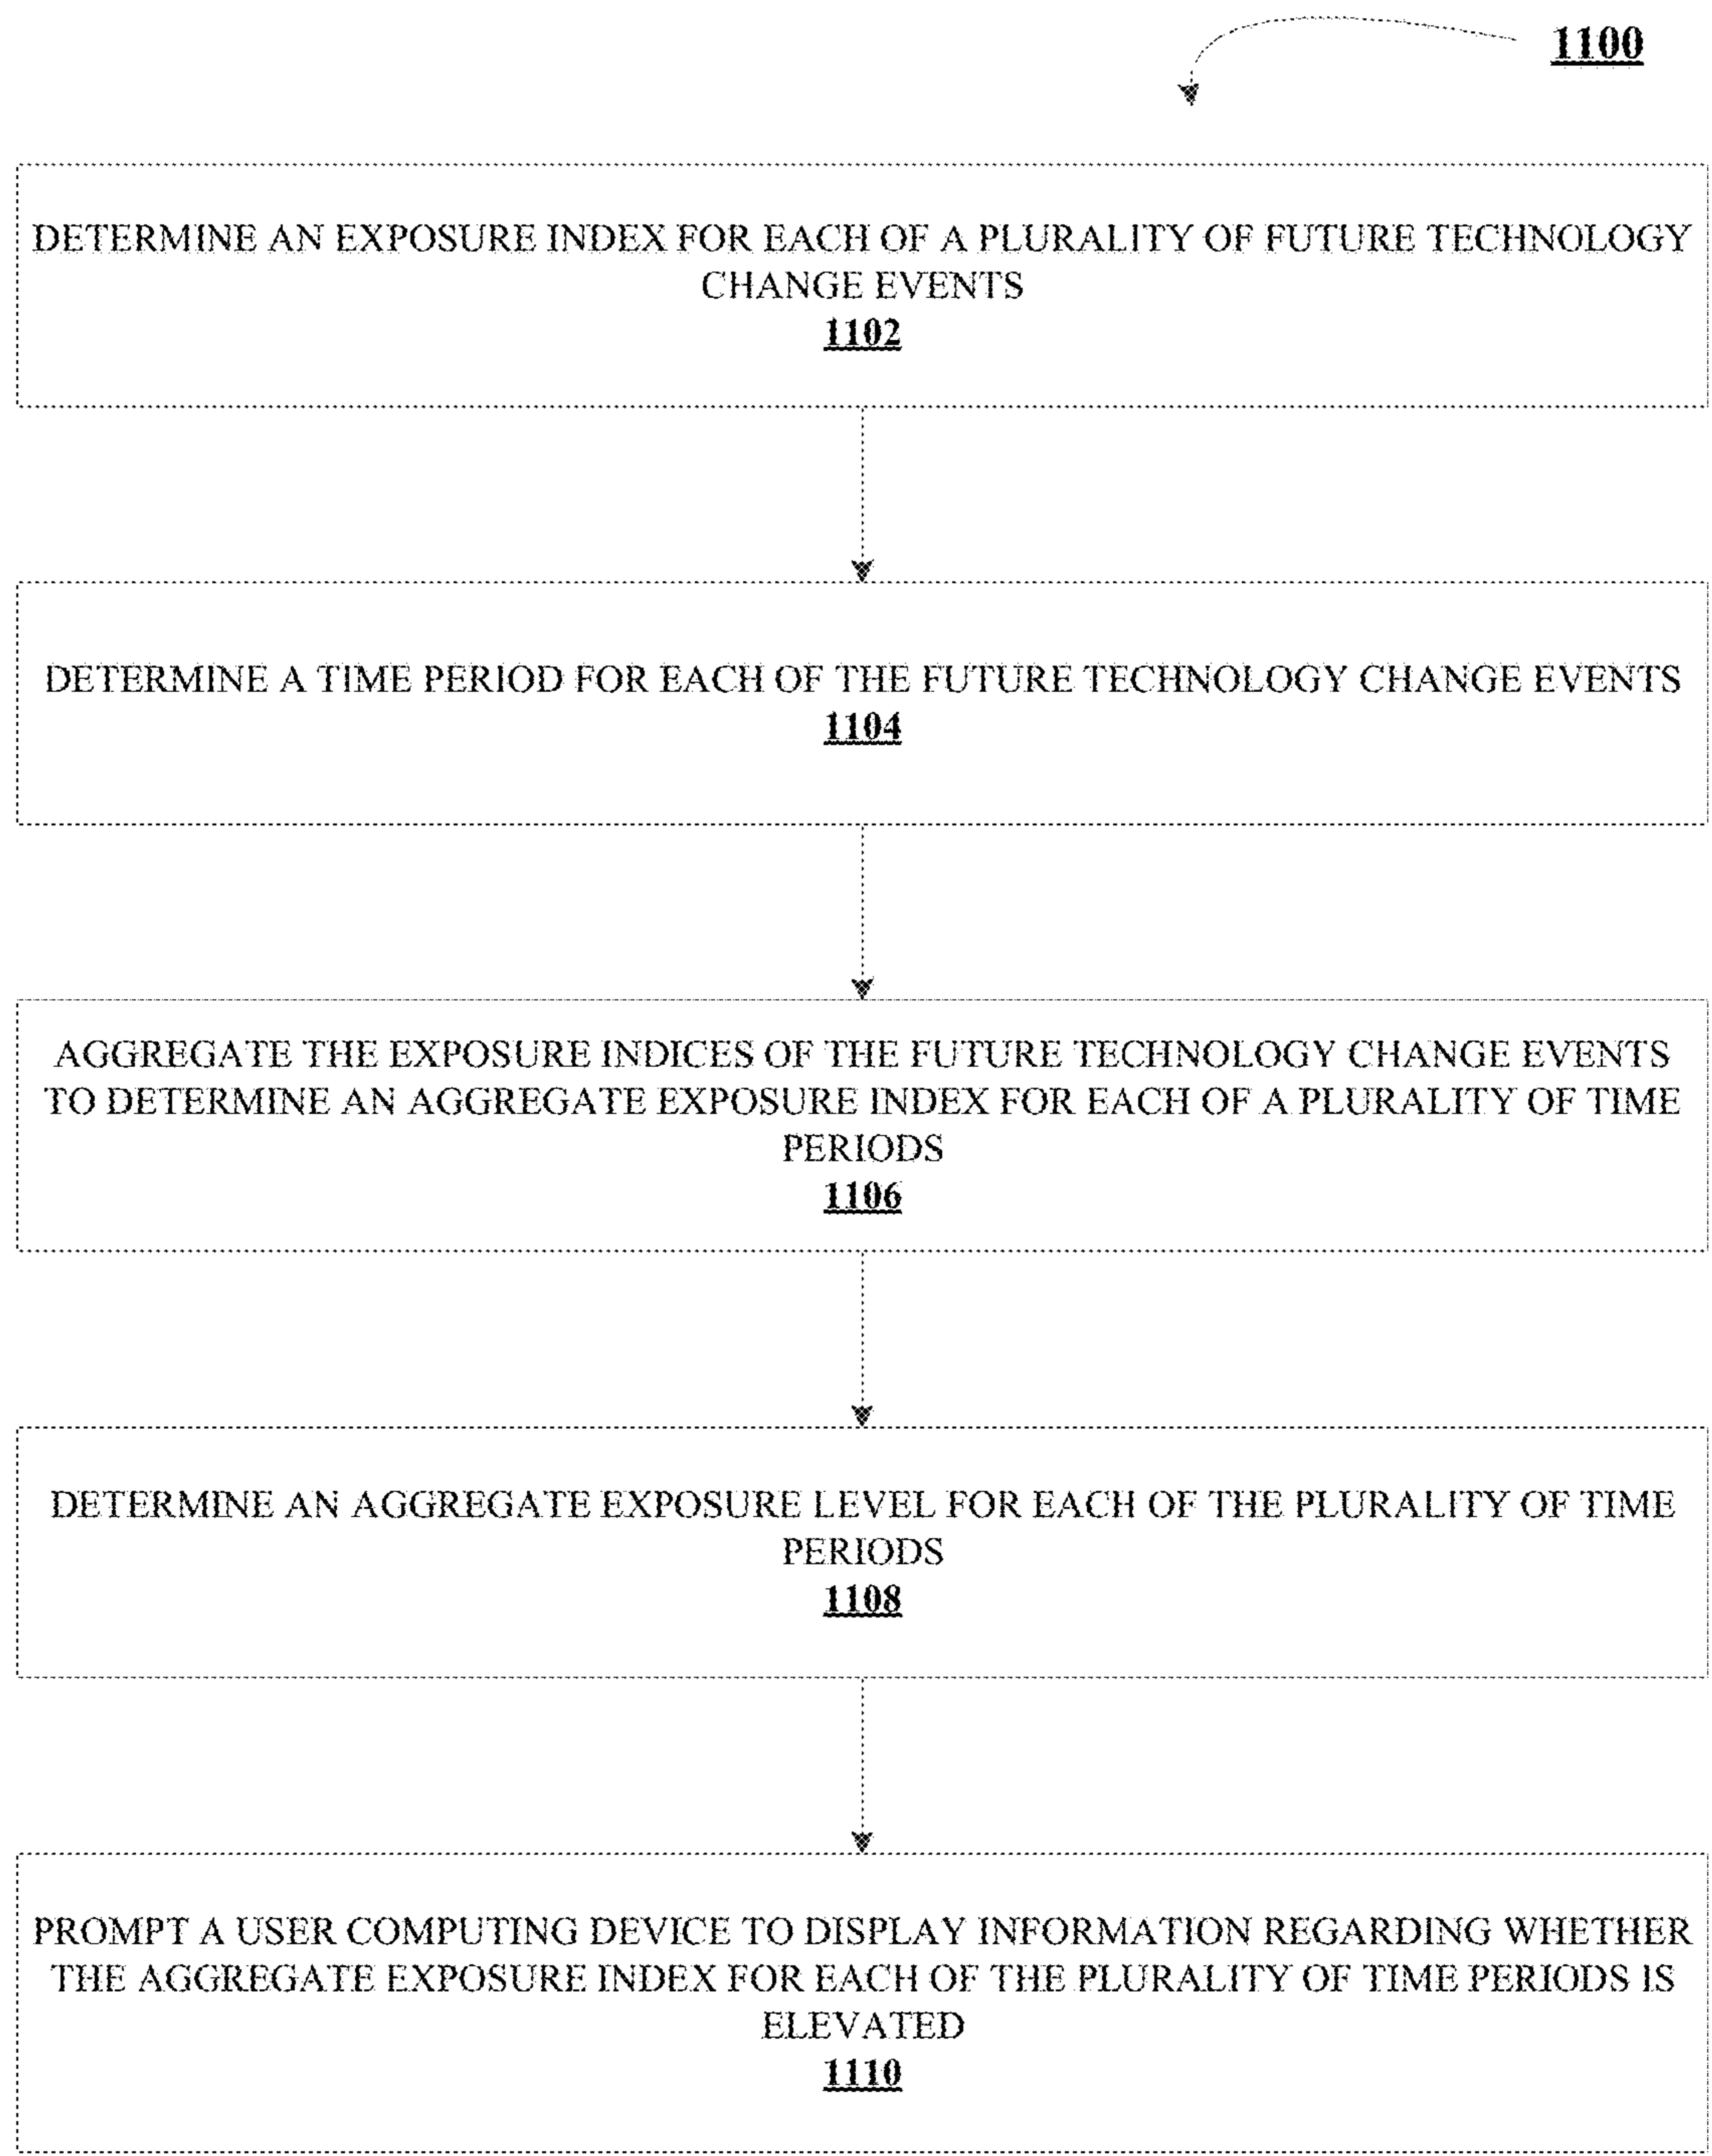 1100
DETERMINE AN EXPOSURE INDEX FOR EACH OF A PLURALITY OF FUTURE TECHNOLOGY
CHANGE EVENTS
1102
DETERMINE A TIME PERIOD FOR EACH OF THE FUTURE TECHNOLOGY CHANGE EVENTS
1104
AGGREGATE THE EXPOSURE INDICES OF THE FUTURE TECHNOLOGY CHANGE EVENTS
TO DETERMINE AN AGGREGATE EXPOSURE INDEX FOR EACH OF A PLURALITY OF TIME
PERIODS
1106
DETERMINE AN AGGREGATE EXPOSURE LEVEL FOR EACH OF THE PLURALITY OF TIME
PERIODS
1108
PROMPT A USER COMPUTING DEVICE TO DISPLAY INFORMATION REGARDING WHETHER
THE AGGREGATE EXPOSURE INDEX FOR EACH OF THE PLURALITY OF TIME PERIODS IS
ELEVATED
1110